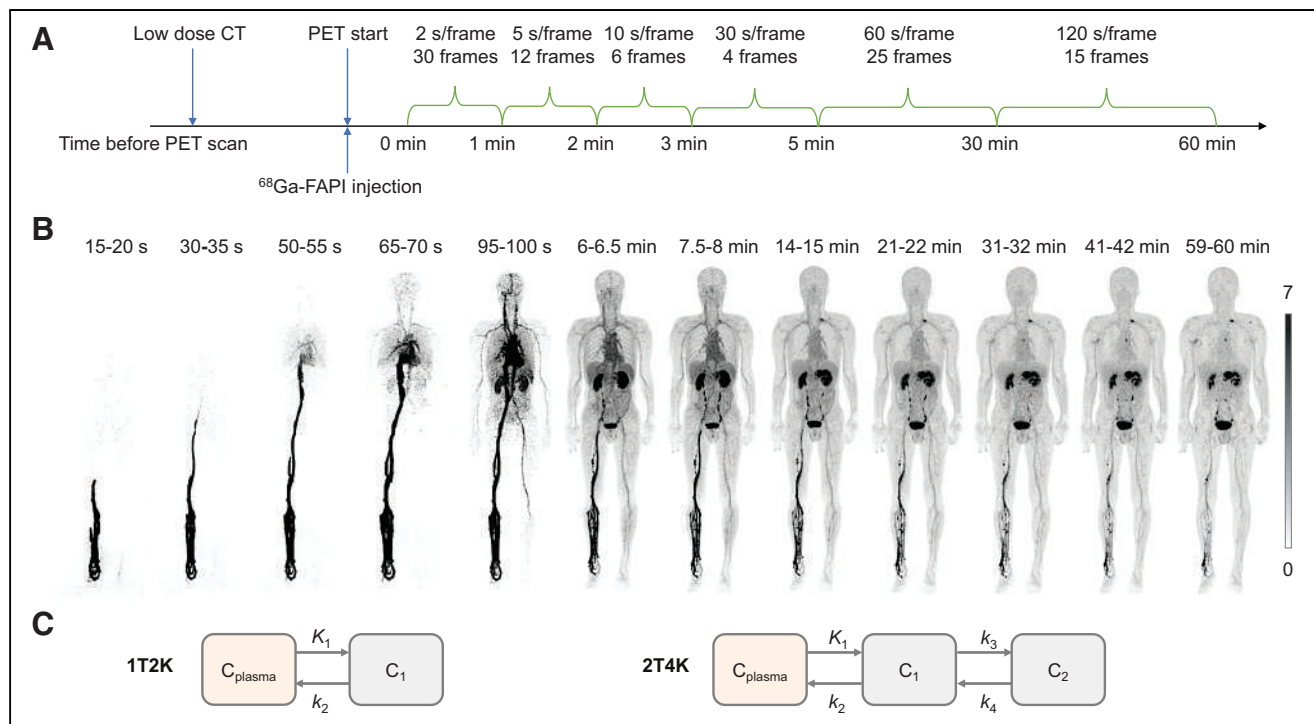 A
Low dose CT
PET start
2 s/frame
30 frames
5 s/frame
12 frames
10 s/frame
6 frames
30 s/frame
4 frames
60 s/frame
25 frames
120 s/frame
15 frames
Time before PET scan
0 min
1 min
2 min
3 min
5 min
30 min
60 min
⁶⁸Ga-FAPI injection
B
15-20 s
30-35 s
50-55 s
65-70 s
95-100 s
6-6.5 min
7.5-8 min
14-15 min
21-22 min
31-32 min
41-42 min
59-60 min
7
0
C
1T2K
C_plasma
K₁
k₂
C₁
2T4K
C_plasma
K₁
k₂
C₁
k₃
k₄
C₂